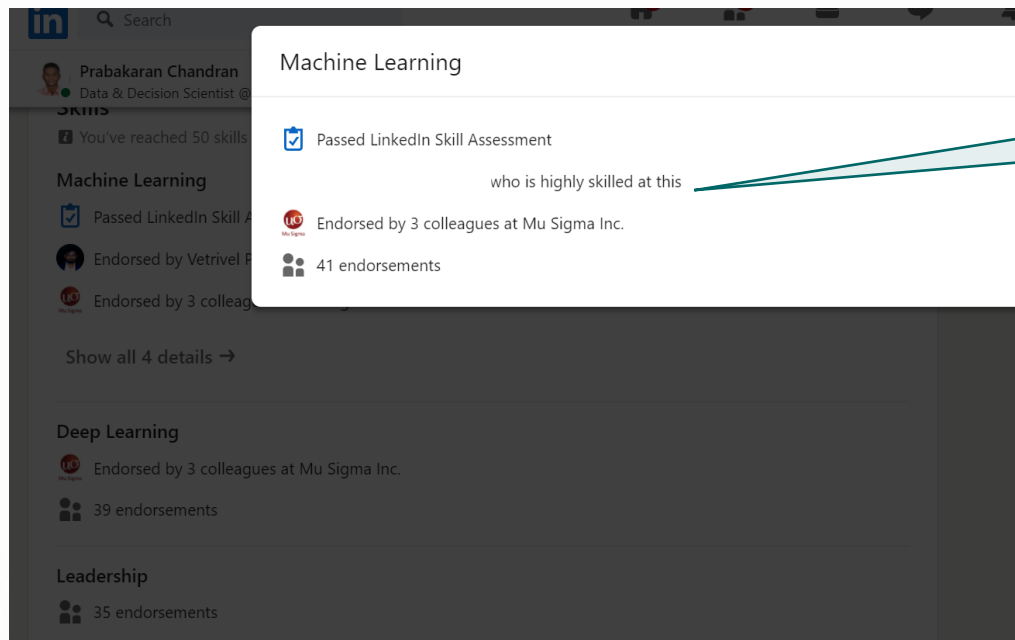 in
Search
Prabakaran Chandran
Data & Decision Scientist @
Machine Learning
Passed LinkedIn Skill Assessment
who is highly skilled at this
Endorsed by 3 colleagues at Mu Sigma Inc.
41 endorsements
Skills
You've reached 50 skills
Machine Learning
Passed LinkedIn Skill A
Endorsed by Vetrivel P
Endorsed by 3 colleag
Show all 4 details →
Deep Learning
Endorsed by 3 colleagues at Mu Sigma Inc.
39 endorsements
Leadership
35 endorsements